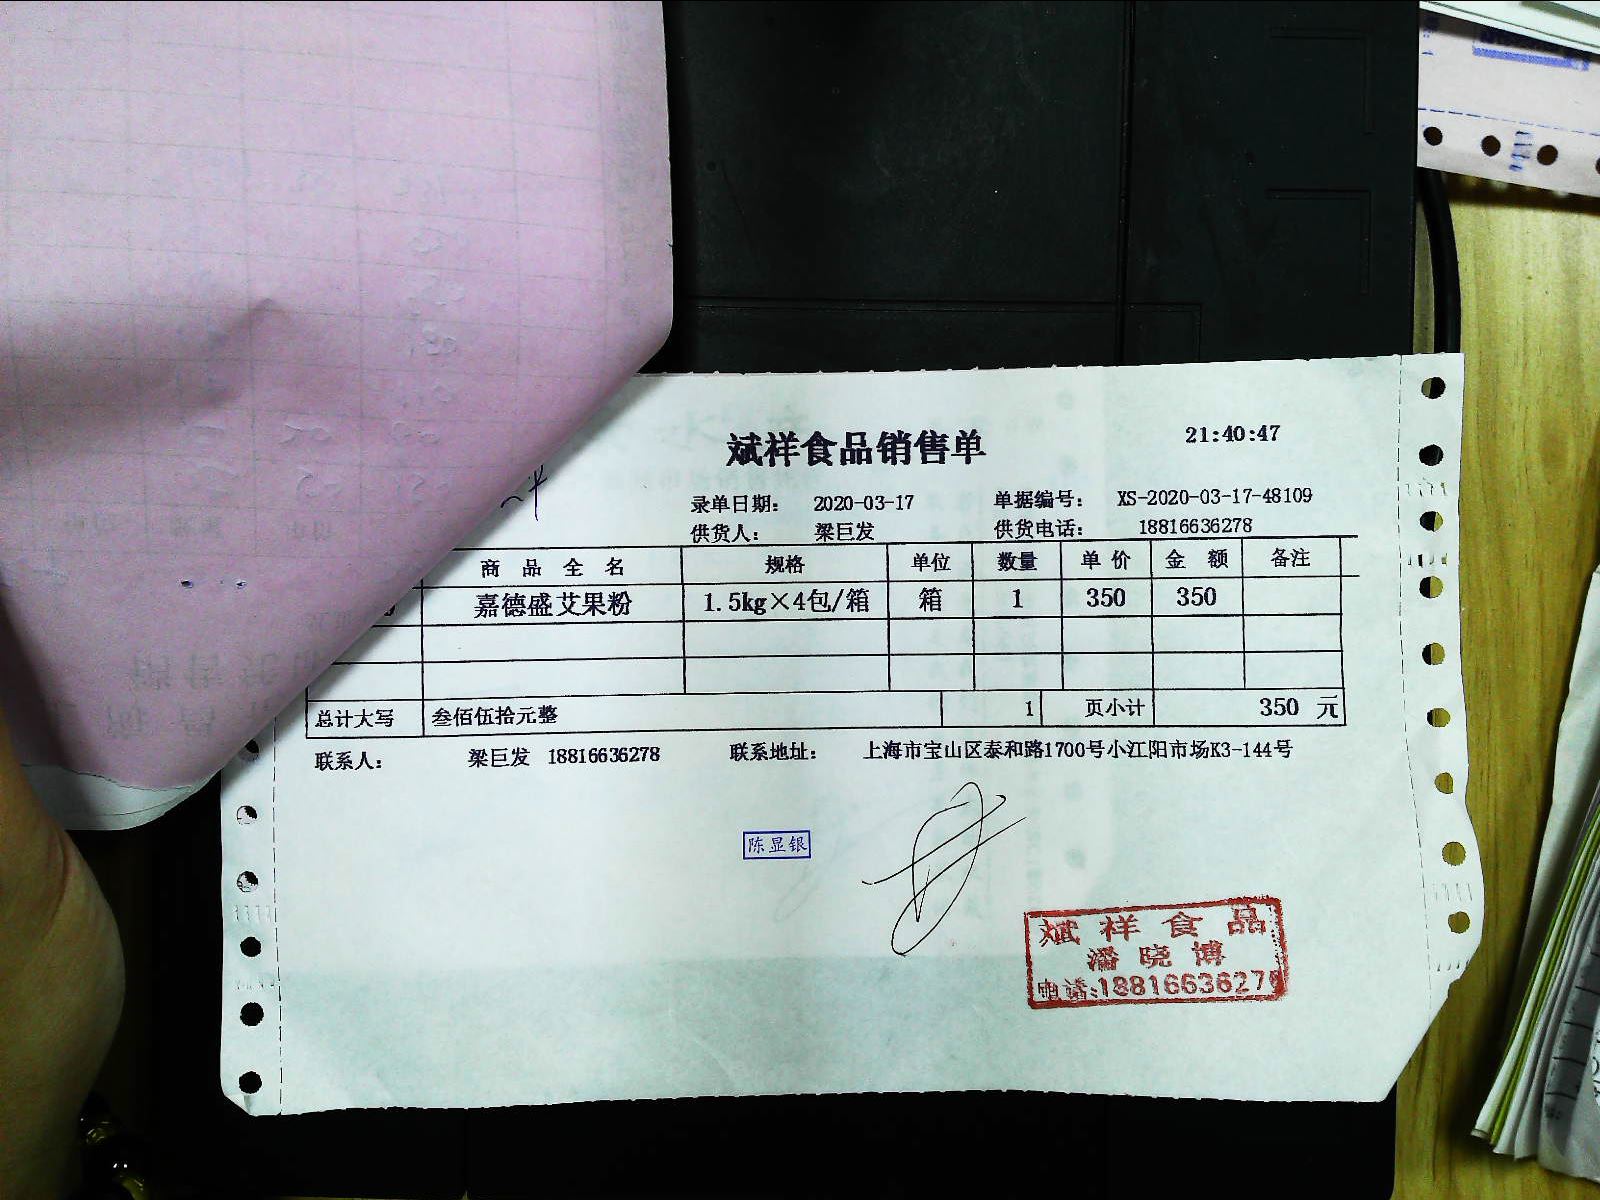 斌祥食品销售单
21:40:47
录单日期： 2020-03-17 单据编号： XS-2020-03-17-48109
供货人： 梁巨发 供货电话： 18816636278
商品全名 规格 单位 数量 单价 金额 备注
嘉德盛艾果粉 1.5kg×4包/箱 箱 1 350 350
总计大写 叁佰伍拾元整 1 页小计 350 元
联系人： 梁巨发 18816636278 联系地址： 上海市宝山区泰和路1700号小江阳市场K3-144号
陈显银
斌祥食品
潘晓博
电话:1881663627